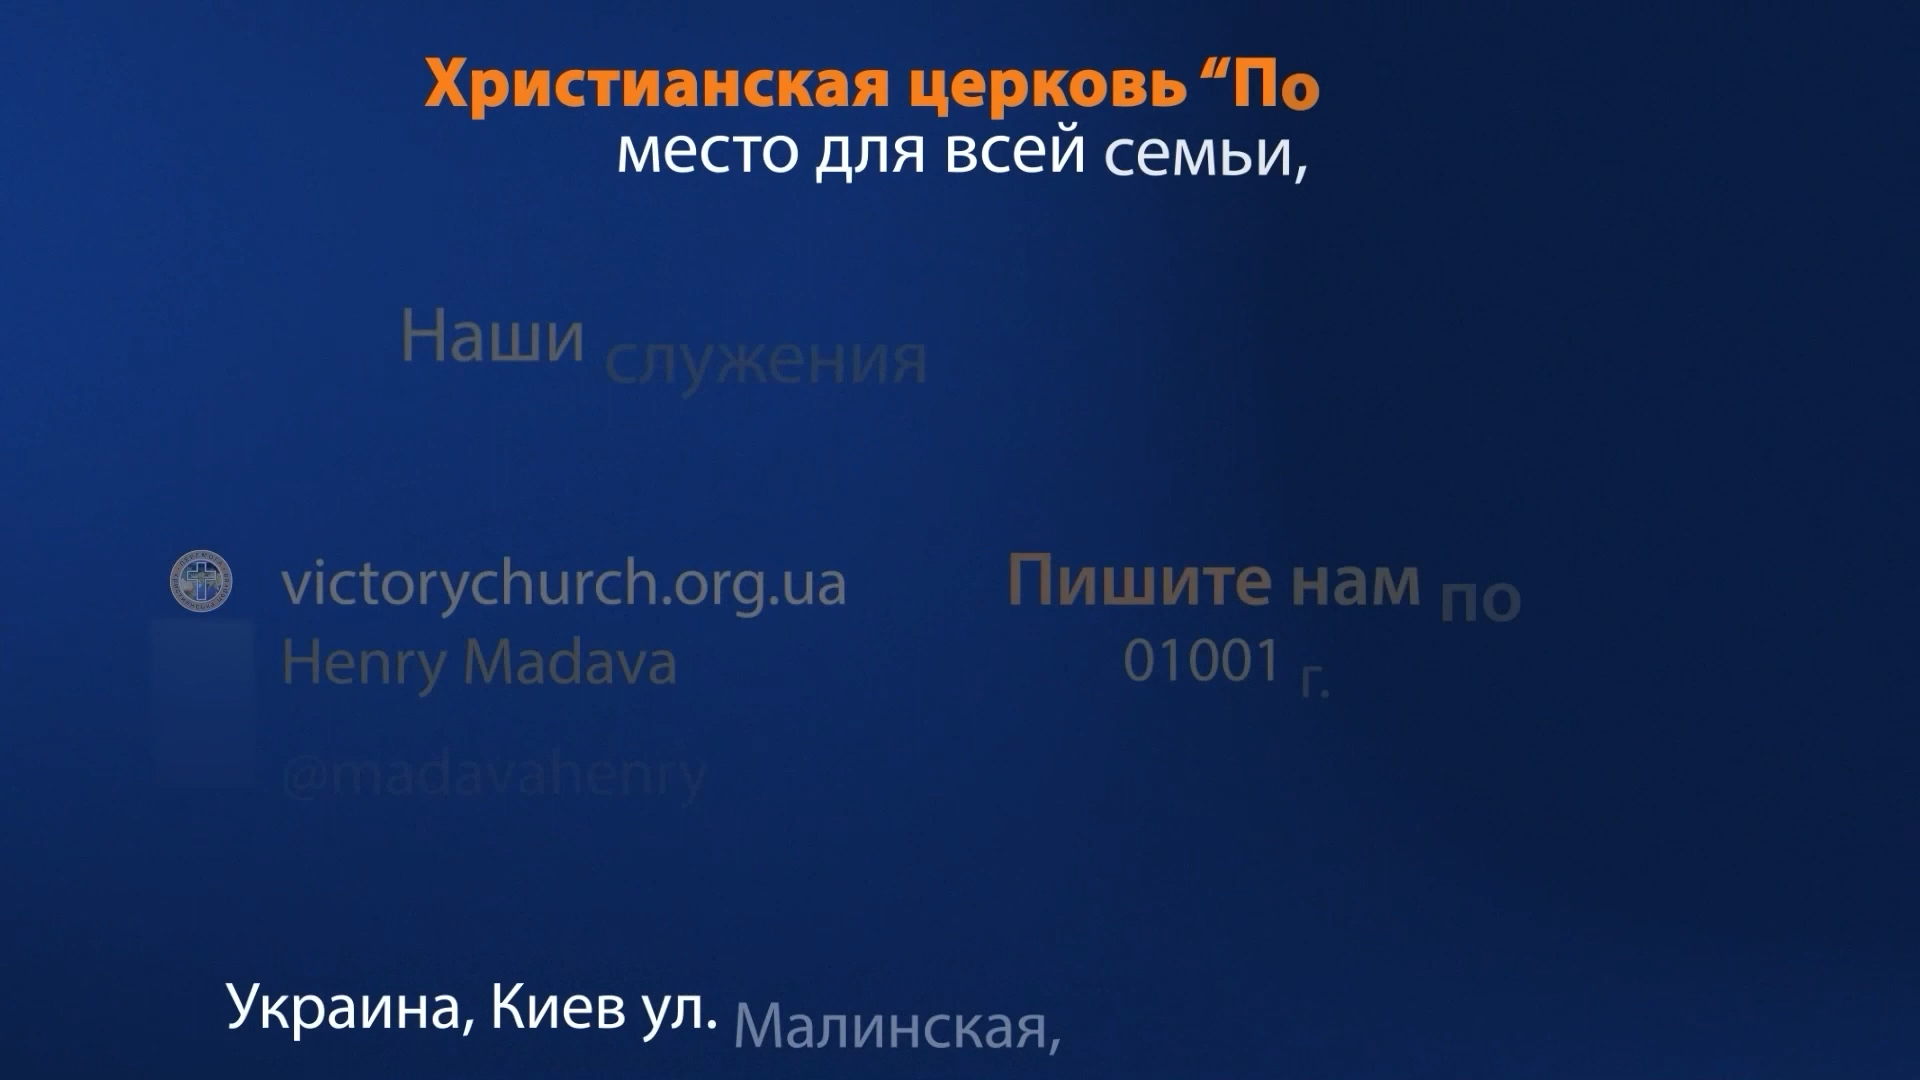 Христианская церковь “По
место для всей семьи,
Наши служения
victorychurch.org.ua
Henry Madava
@madavahenry
Пишите нам по
01001 г.
Украина, Киев ул. Малинская,